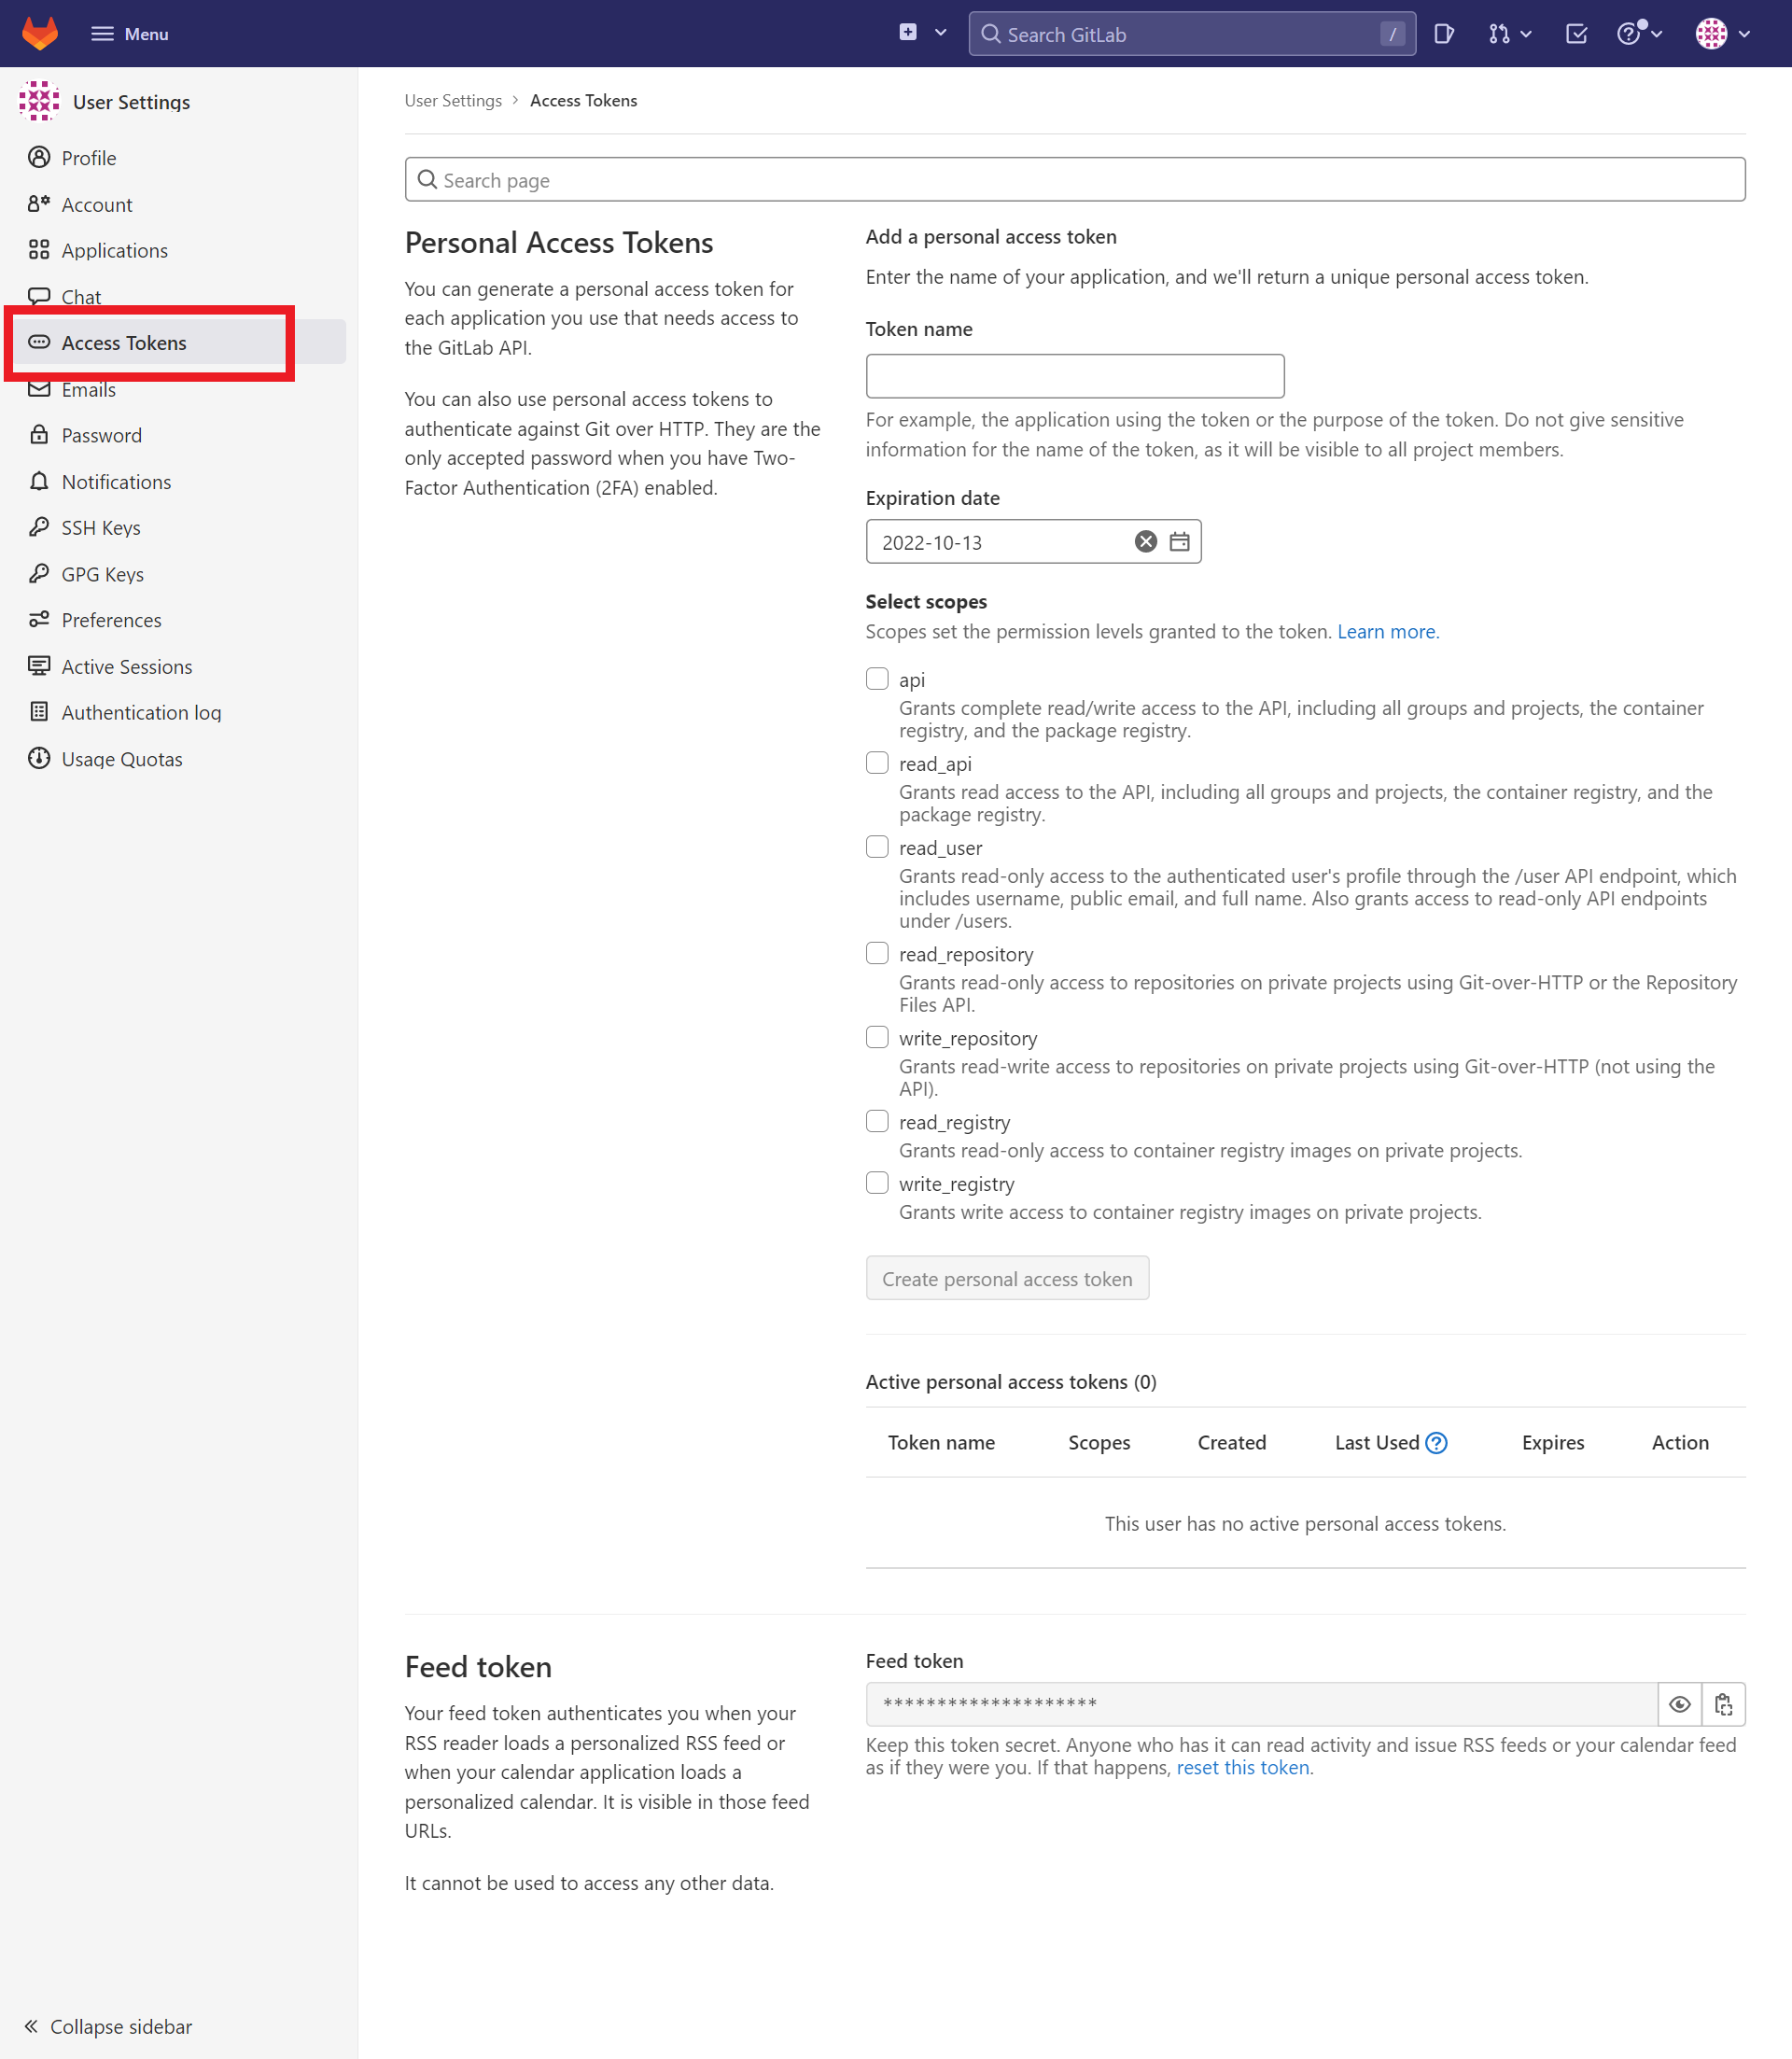 Menu
Search GitLab
/
User Settings
Profile
Account
Applications
Chat
Access Tokens
Emails
Password
Notifications
SSH Keys
GPG Keys
Preferences
Active Sessions
Authentication log
Usage Quotas
Collapse sidebar
User Settings > Access Tokens
Search page
Personal Access Tokens
You can generate a personal access token for
each application you use that needs access to
the GitLab API.
You can also use personal access tokens to
authenticate against Git over HTTP. They are the
only accepted password when you have Two-
Factor Authentication (2FA) enabled.
Add a personal access token
Enter the name of your application, and we'll return a unique personal access token.
Token name
For example, the application using the token or the purpose of the token. Do not give sensitive
information for the name of the token, as it will be visible to all project members.
Expiration date
2022-10-13
Select scopes
Scopes set the permission levels granted to the token. Learn more.
api
Grants complete read/write access to the API, including all groups and projects, the container
registry, and the package registry.
read_api
Grants read access to the API, including all groups and projects, the container registry, and the
package registry.
read_user
Grants read-only access to the authenticated user's profile through the /user API endpoint, which
includes username, public email, and full name. Also grants access to read-only API endpoints
under /users.
read_repository
Grants read-only access to repositories on private projects using Git-over-HTTP or the Repository
Files API.
write_repository
Grants read-write access to repositories on private projects using Git-over-HTTP (not using the
API).
read_registry
Grants read-only access to container registry images on private projects.
write_registry
Grants write access to container registry images on private projects.
Create personal access token
Active personal access tokens (0)
Token name Scopes Created Last Used Expires Action
This user has no active personal access tokens.
Feed token
Your feed token authenticates you when your
RSS reader loads a personalized RSS feed or
when your calendar application loads a
personalized calendar. It is visible in those feed
URLs.
It cannot be used to access any other data.
Feed token
********************
Keep this token secret. Anyone who has it can read activity and issue RSS feeds or your calendar feed
as if they were you. If that happens, reset this token.